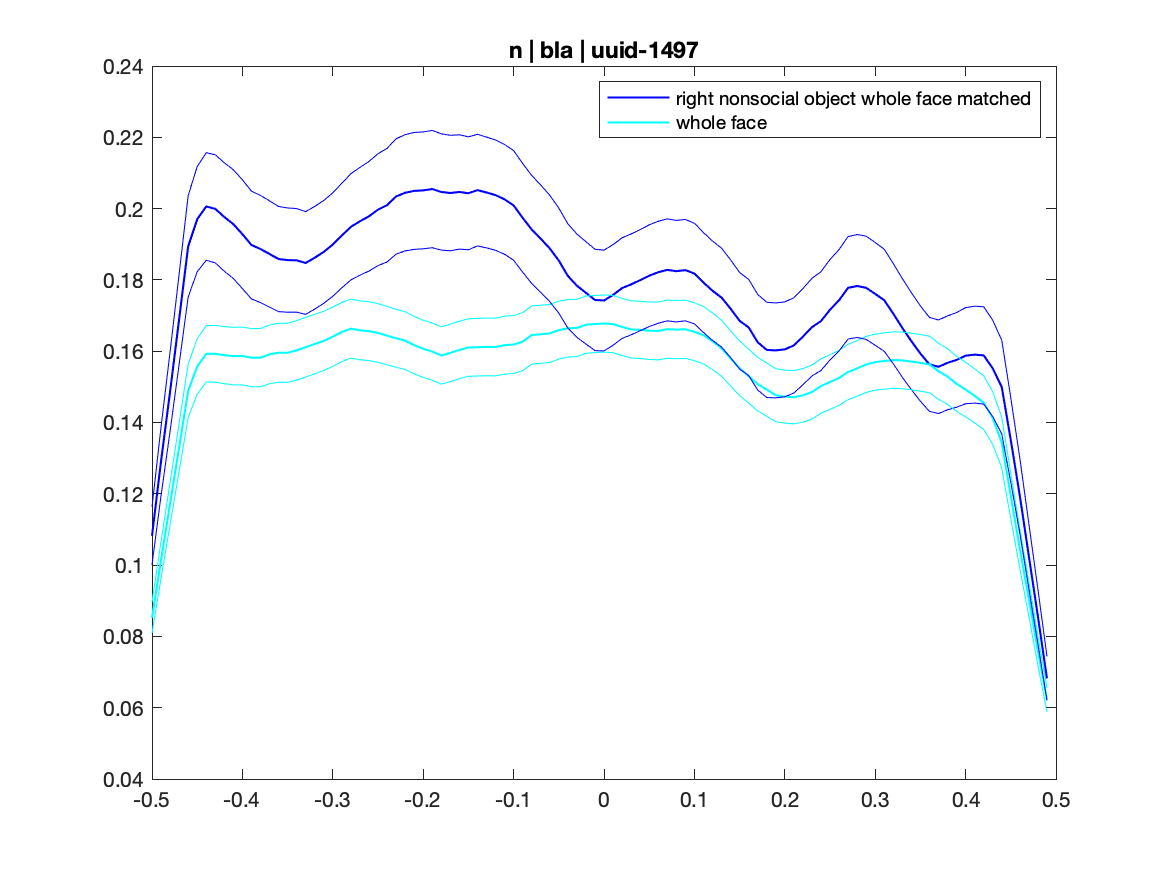 n | bla | uuid-1497
right nonsocial object whole face matched
whole face
0.24
0.22
0.2
0.18
0.16
0.14
0.12
0.1
0.08
0.06
0.04
-0.5 -0.4 -0.3 -0.2 -0.1 0 0.1 0.2 0.3 0.4 0.5